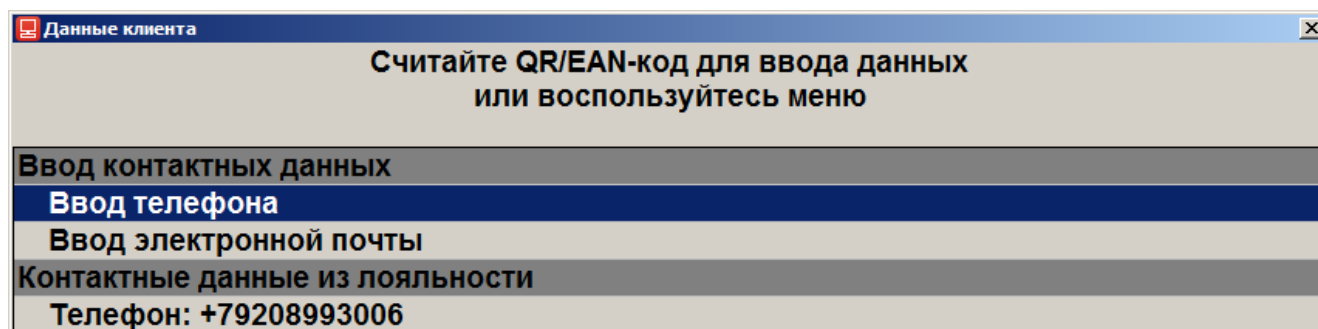 Данные клиента
Считайте QR/EAN-код для ввода данных
или воспользуйтесь меню
Ввод контактных данных
Ввод телефона
Ввод электронной почты
Контактные данные из лояльности
Телефон: +79208993006